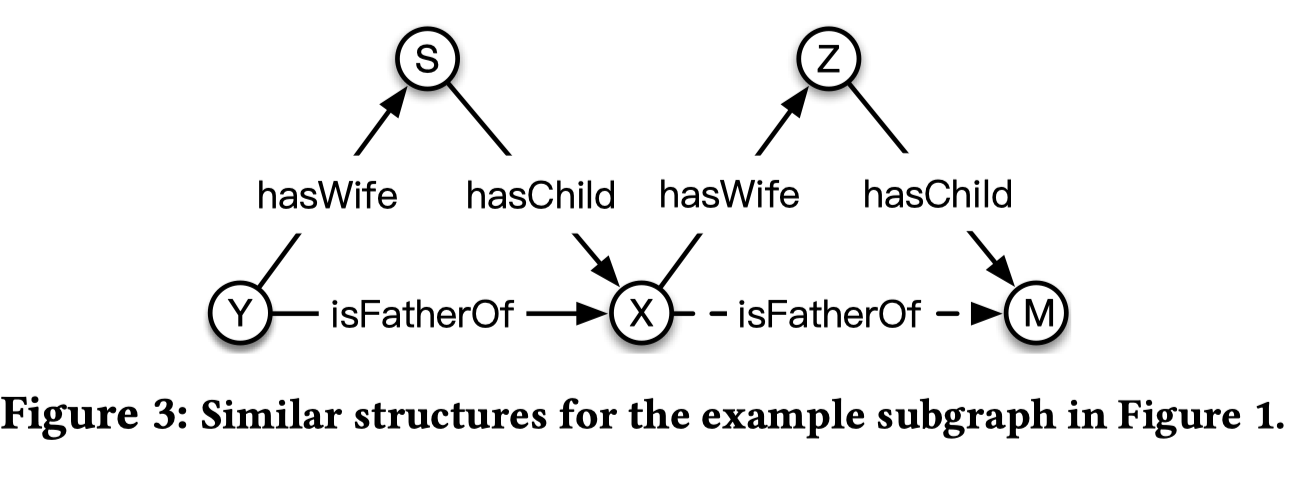 S Z
hasWife hasChild hasWife hasChild
Y isFatherOf X isFatherOf M
Figure 3: Similar structures for the example subgraph in Figure 1.